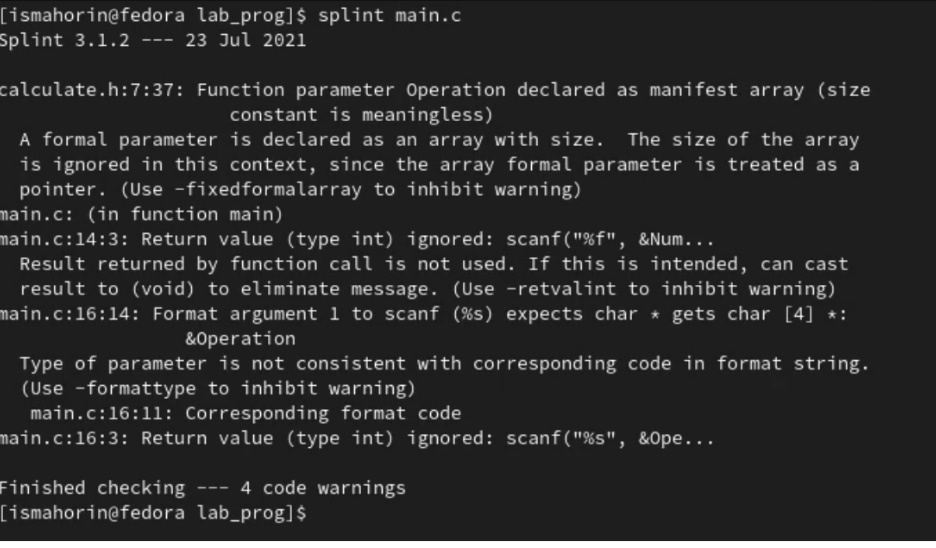 [ismahorin@fedora lab_prog]$ splint main.c
Splint 3.1.2 --- 23 Jul 2021
calculate.h:7:37: Function parameter Operation declared as manifest array (size
constant is meaningless)
A formal parameter is declared as an array with size.  The size of the array
is ignored in this context, since the array formal parameter is treated as a
pointer. (Use -fixedformalarray to inhibit warning)
main.c: (in function main)
main.c:14:3: Return value (type int) ignored: scanf("%f", &Num...
Result returned by function call is not used. If this is intended, can cast
result to (void) to eliminate message. (Use -retvalint to inhibit warning)
main.c:16:14: Format argument 1 to scanf (%s) expects char * gets char [4] *:
&Operation
Type of parameter is not consistent with corresponding code in format string.
(Use -formattype to inhibit warning)
main.c:16:11: Corresponding format code
main.c:16:3: Return value (type int) ignored: scanf("%s", &Ope...
Finished checking --- 4 code warnings
[ismahorin@fedora lab_prog]$